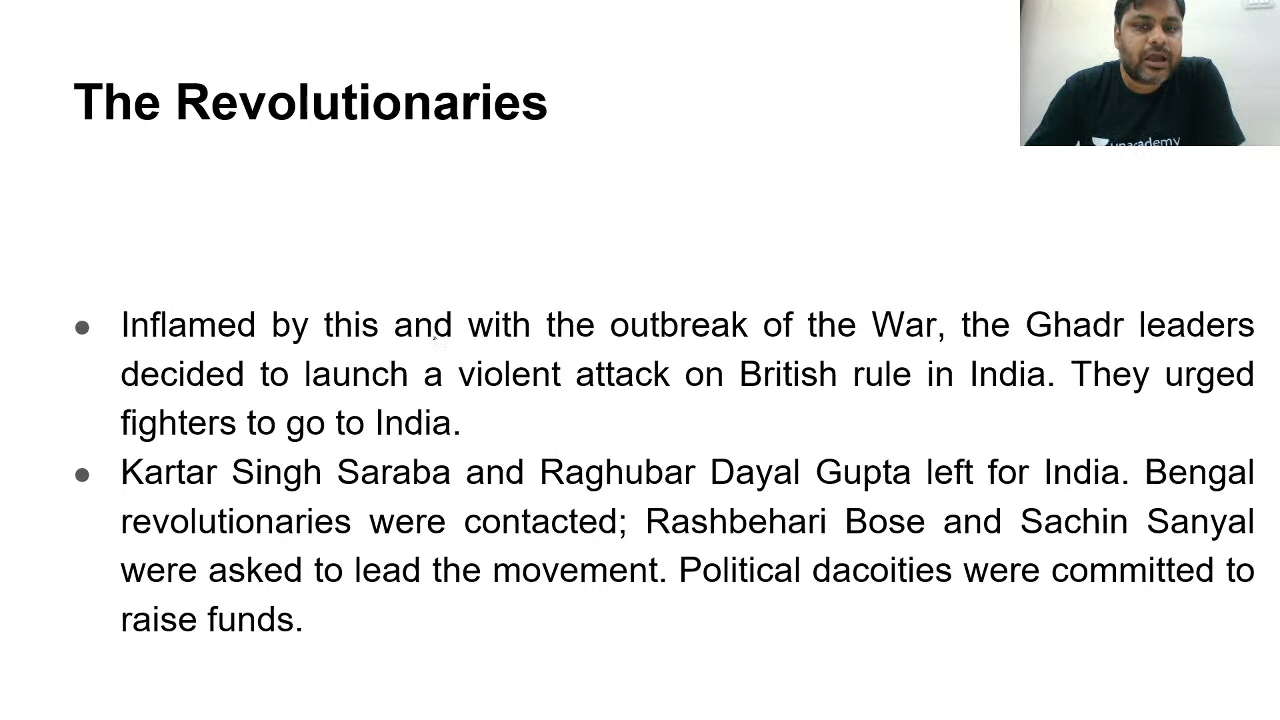 The Revolutionaries
unacademy
● Inflamed by this and with the outbreak of the War, the Ghadr leaders
decided to launch a violent attack on British rule in India. They urged
fighters to go to India.
● Kartar Singh Saraba and Raghubar Dayal Gupta left for India. Bengal
revolutionaries were contacted; Rashbehari Bose and Sachin Sanyal
were asked to lead the movement. Political dacoities were committed to
raise funds.